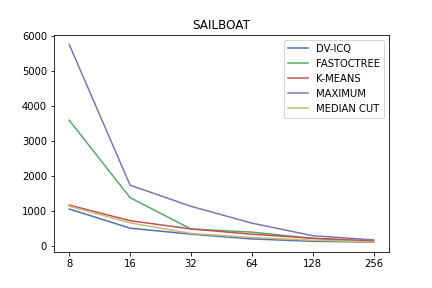 SAILBOAT
6000
5000
4000
3000
2000
1000
0
8 16 32 64 128 256
DV-ICQ
FASTOCTREE
K-MEANS
MAXIMUM
MEDIAN CUT